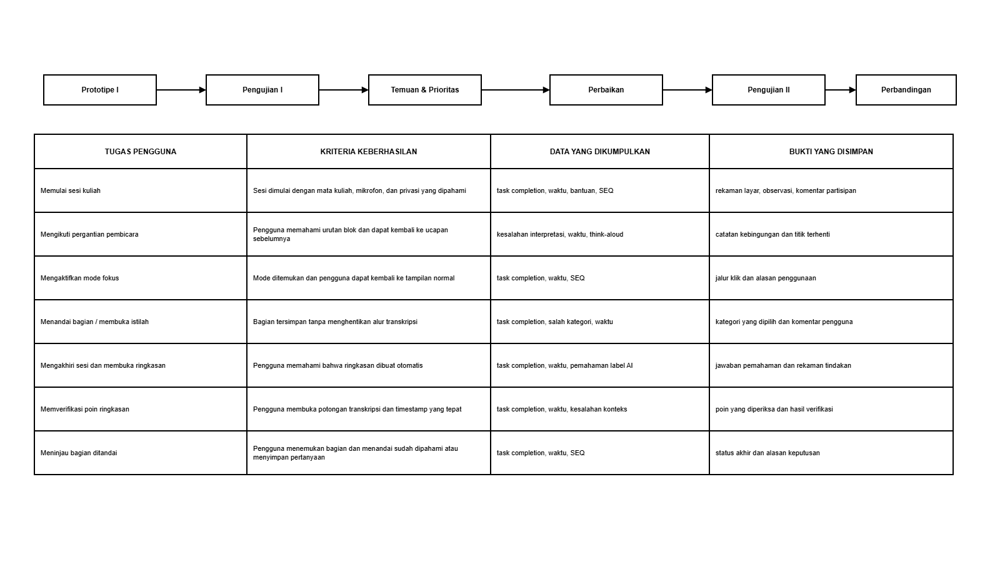 Prototipe I
Pengujian I
Temuan & Prioritas
Perbaikan
Pengujian II
Perbandingan
TUGAS PENGGUNA
KRITERIA KEBERHASILAN
DATA YANG DIKUMPULKAN
BUKTI YANG DISIMPAN
Memulai sesi kuliah
Sesi dimulai dengan mata kuliah, mikrofon, dan privasi yang dipahami
task completion, waktu, bantuan, SEQ
rekaman layar, observasi, komentar partisipan
Mengikuti pergantian pembicara
Pengguna memahami urutan blok dan dapat kembali ke ucapan
sebelumnya
kesalahan interpretasi, waktu, think-aloud
catatan kebingungan dan titik terhenti
Mengaktifkan mode fokus
Mode ditemukan dan pengguna dapat kembali ke tampilan normal
task completion, waktu, SEQ
jalur klik dan alasan penggunaan
Menandai bagian / membuka istilah
Bagian tersimpan tanpa menghentikan alur transkripsi
task completion, salah kategori, waktu
kategori yang dipilih dan komentar pengguna
Mengakhiri sesi dan membuka ringkasan
Pengguna memahami bahwa ringkasan dibuat otomatis
task completion, waktu, pemahaman label AI
jawaban pemahaman dan rekaman tindakan
Memverifikasi poin ringkasan
Pengguna membuka potongan transkripsi dan timestamp yang tepat
task completion, waktu, kesalahan konteks
poin yang diperiksa dan hasil verifikasi
Meninjau bagian ditandai
Pengguna menemukan bagian dan menandai sudah dipahami atau
menyimpan pertanyaan
task completion, waktu, SEQ
status akhir dan alasan keputusan